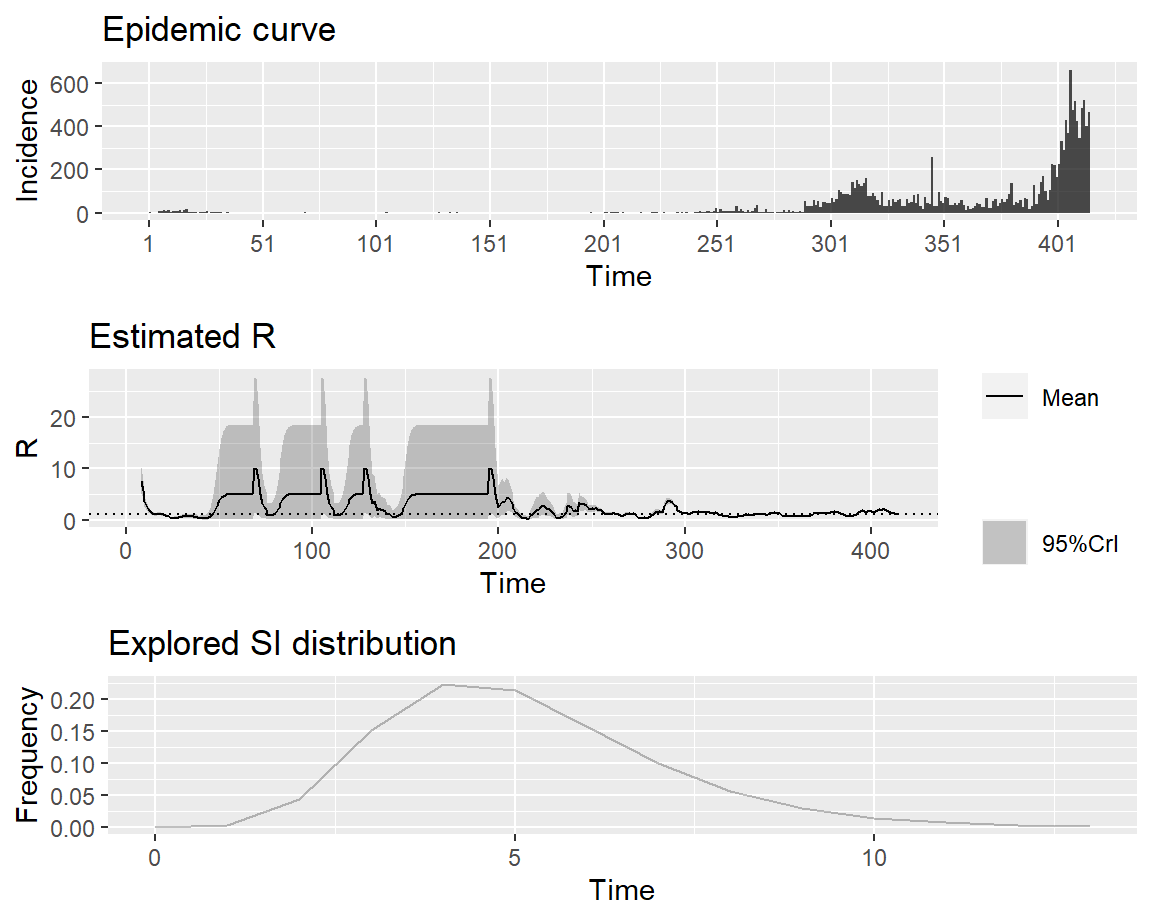 Epidemic curve
Incidence
600
400
200
0
1 51 101 151 201 251 301 351 401
Time
Estimated R
R
20
10
0
0 100 200 300 400
Time
Mean
95%CrI
Explored SI distribution
Frequency
0.20
0.15
0.10
0.05
0.00
0 5 10
Time